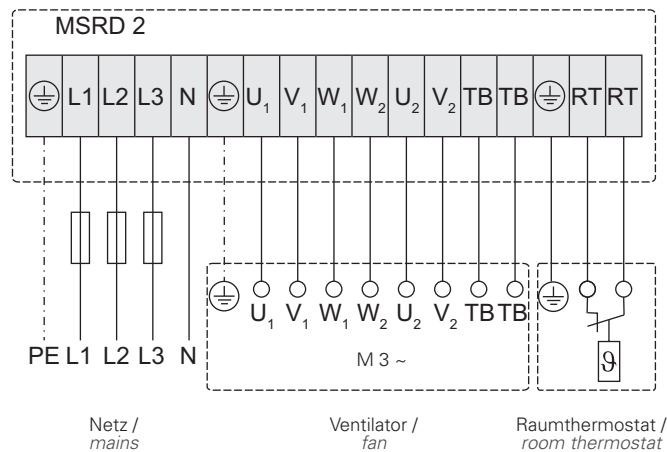 MSRD 2
L1 L2 L3 N U₁ V₁ W₁ W₂ U₂ V₂ TB TB RT RT
U₁ V₁ W₁ W₂ U₂ V₂ TB TB
PE L1 L2 L3 N
M 3 ~
ϑ
Netz /
mains
Ventilator /
fan
Raumthermostat /
room thermostat